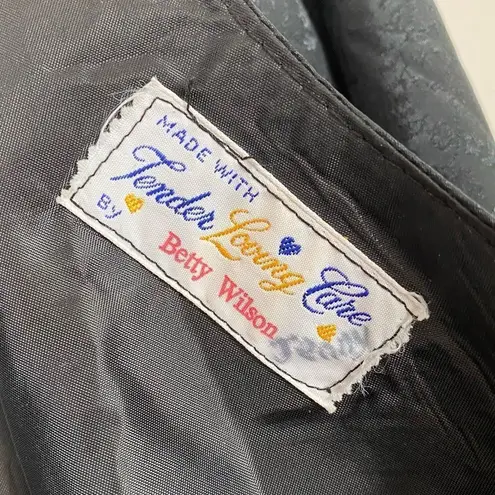 MADE WITH
Tender Loving Care
By
Betty Wilson